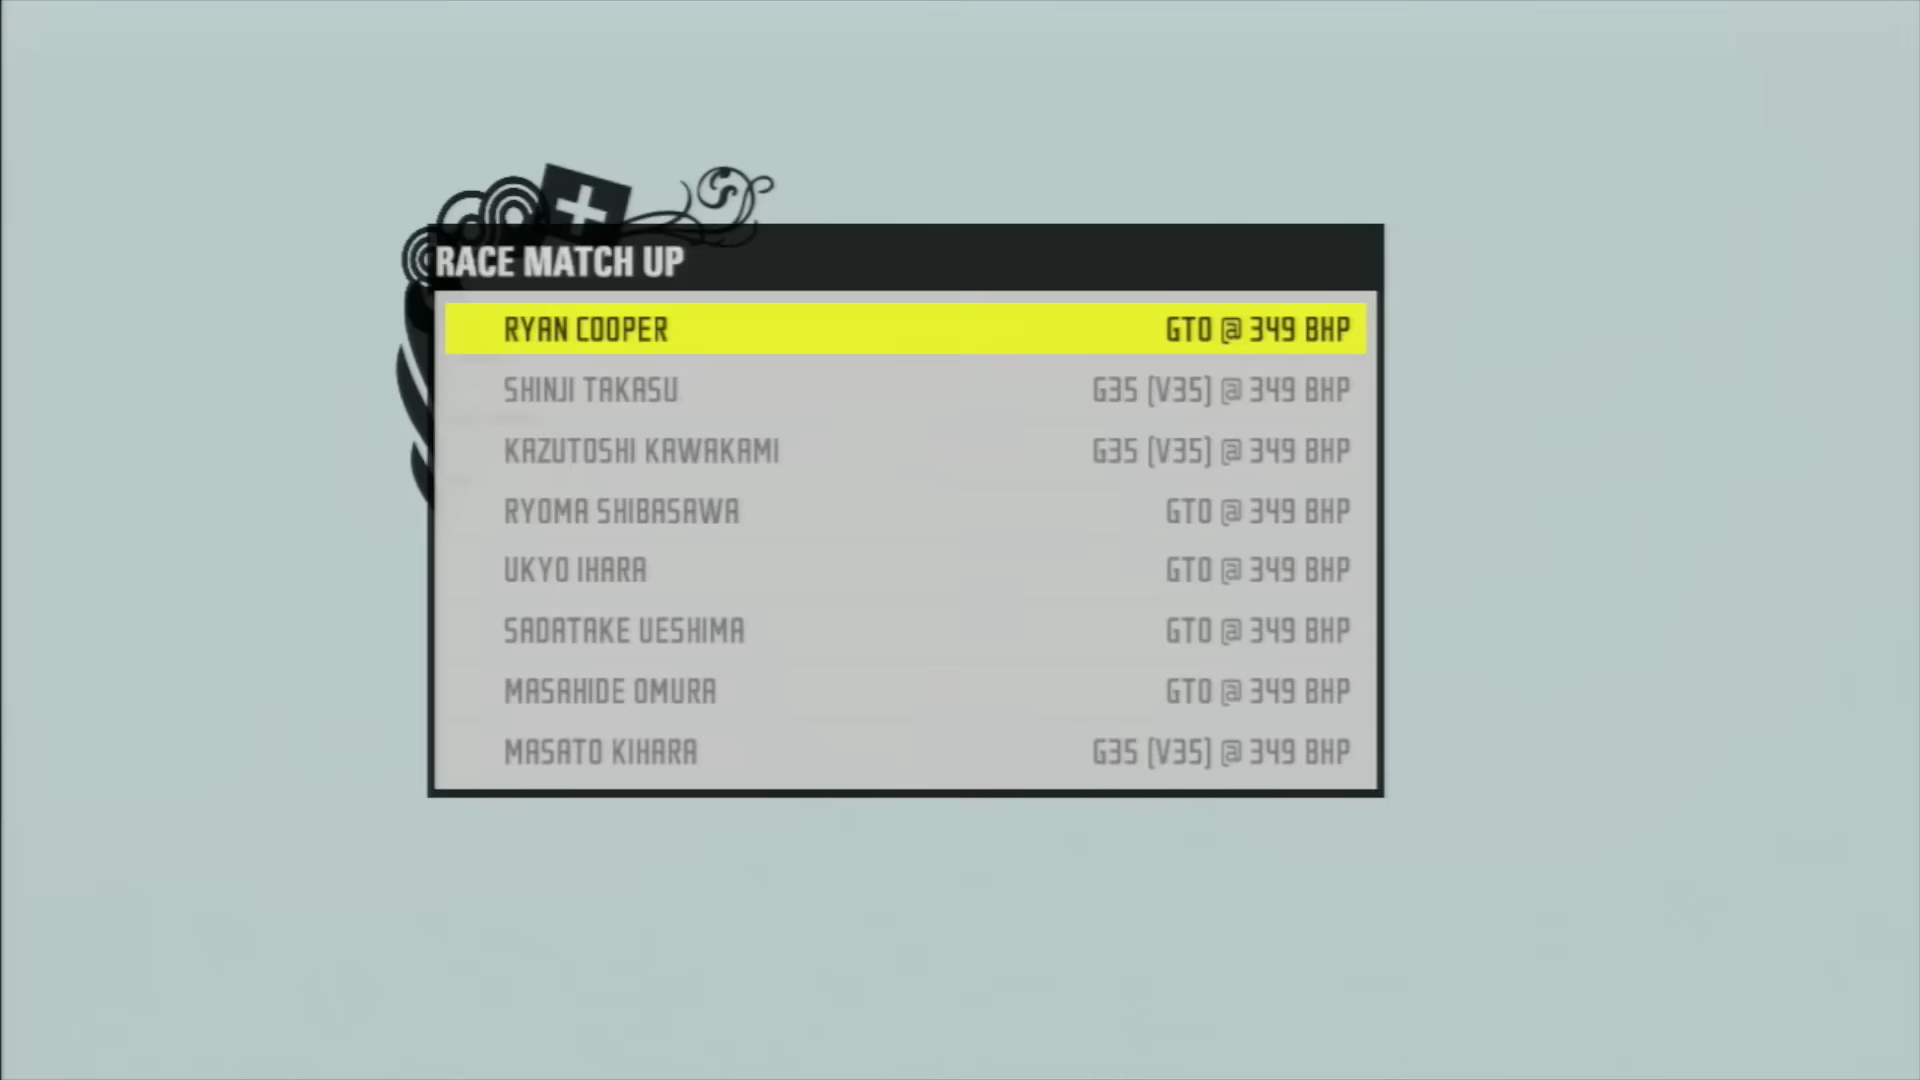 RACE MATCH UP
RYAN COOPER GTO @ 349 BHP
SHINJI TAKASU G35 (V35) @ 349 BHP
KAZUTOSHI KAWAKAMI G35 (V35) @ 349 BHP
RYOMA SHIBASAWA GTO @ 349 BHP
UKYO IHARA GTO @ 349 BHP
SADATAKE UESHIMA GTO @ 349 BHP
MASAHIDE OMURA GTO @ 349 BHP
MASATO KIHARA G35 (V35) @ 349 BHP